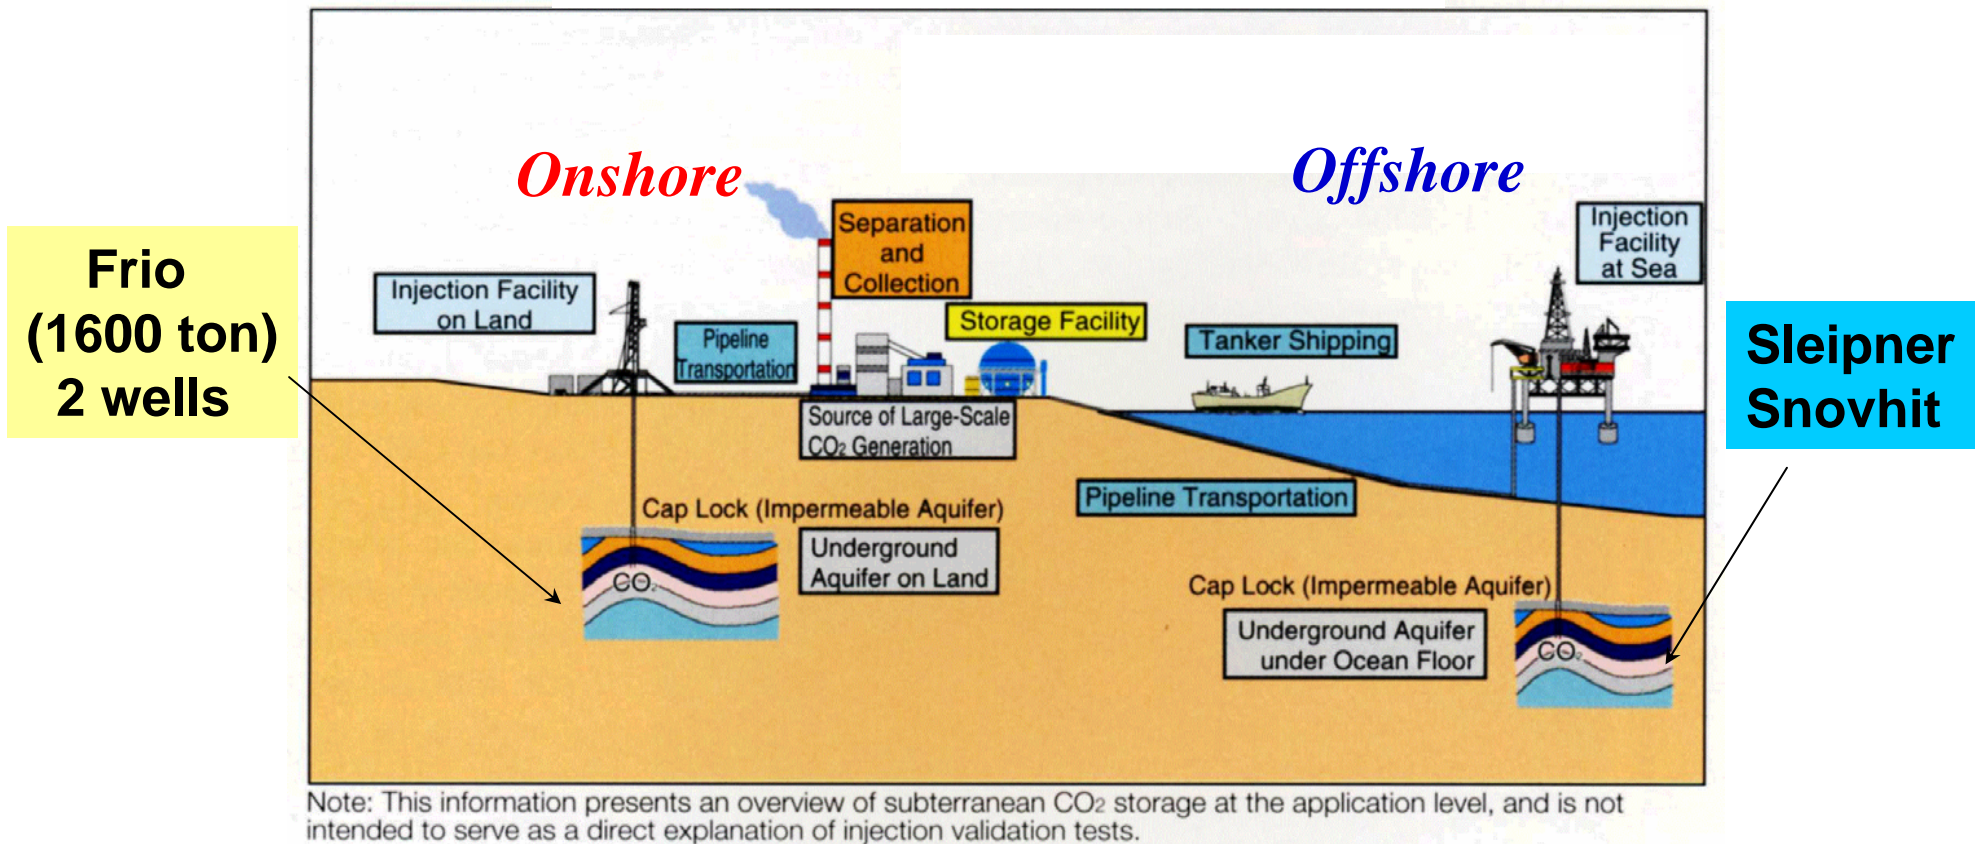 Onshore
Offshore
Frio
(1600 ton)
2 wells
Injection Facility
on Land
Pipeline
Transportation
Separation
and
Collection
Storage Facility
Source of Large-Scale
CO₂ Generation
Tanker Shipping
Injection
Facility
at Sea
Sleipner
Snovhit
Pipeline Transportation
Cap Lock (Impermeable Aquifer)
Underground
Aquifer on Land
CO₂
Cap Lock (Impermeable Aquifer)
Underground Aquifer
under Ocean Floor
CO₂
Note: This information presents an overview of subterranean CO₂ storage at the application level, and is not
intended to serve as a direct explanation of injection validation tests.